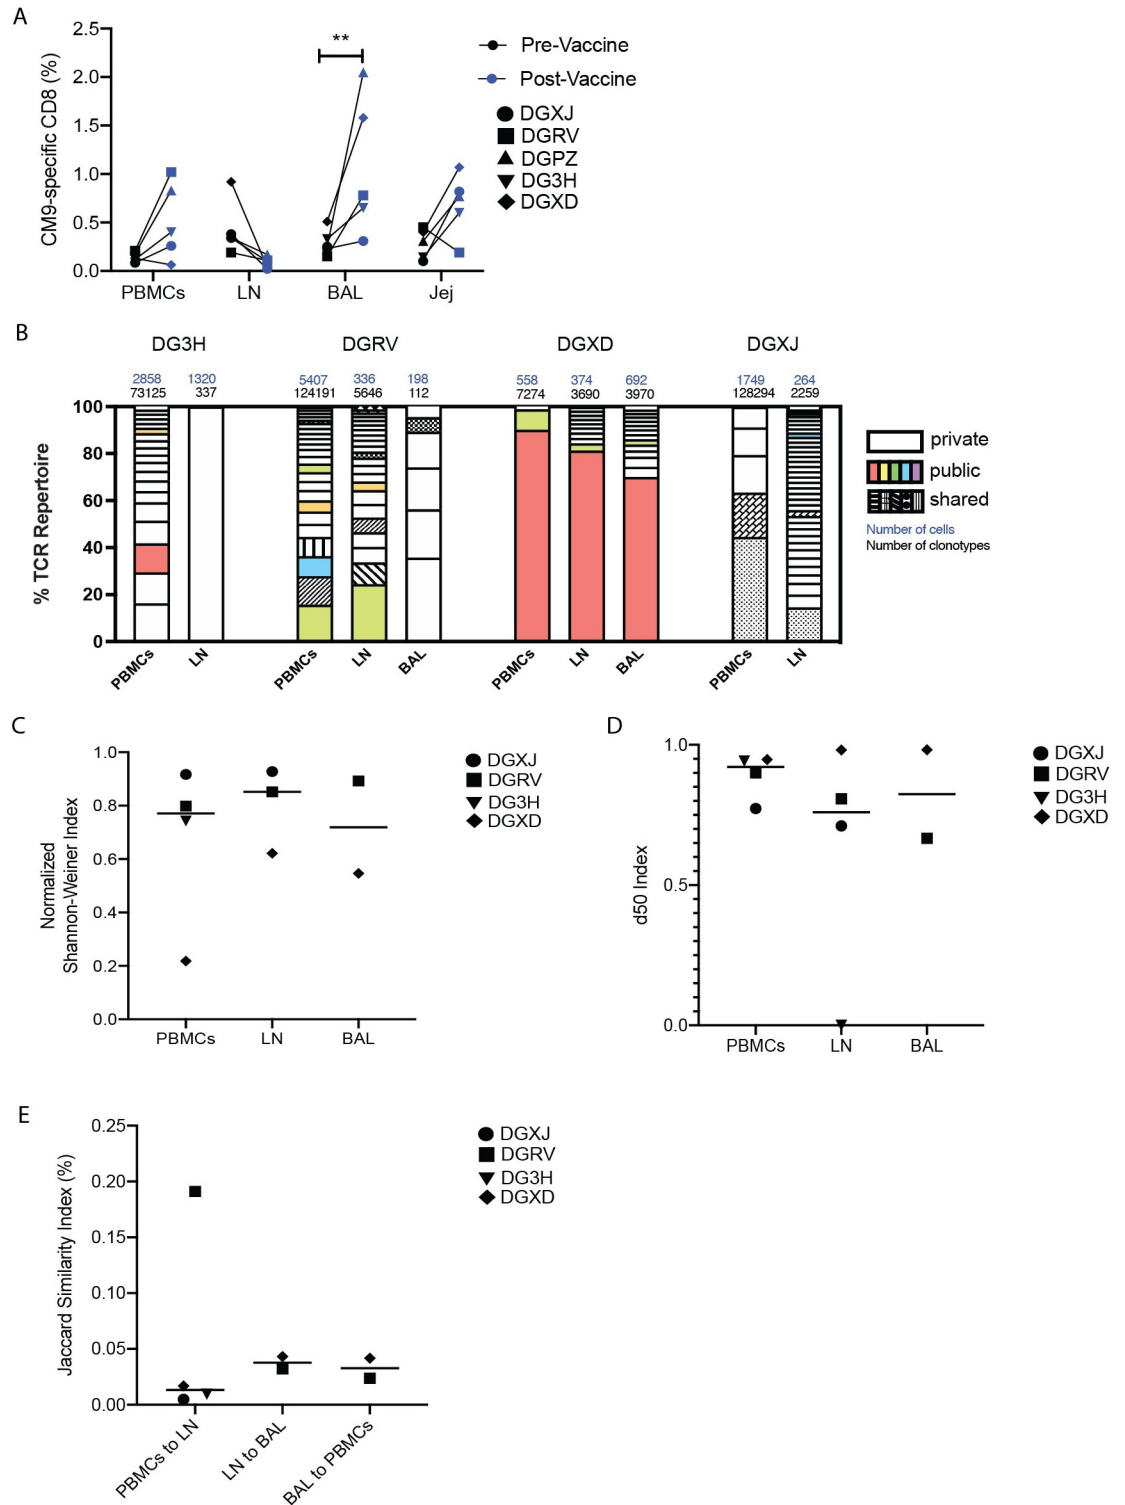 A
2.5
2.0
1.5
1.0
0.5
0.0
CM9-specific CD8 (%)
**
PBMCs LN BAL Jej
Pre-Vaccine
Post-Vaccine
DGXJ
DGRV
DGPZ
DG3H
DGXD
B
DG3H DGRV DGXD DGXJ
2858 1320 5407 336 198 558 374 692 1749 264
73125 337 124191 5646 112 7274 3690 3970 128294 2259
100
80
60
40
20
0
% TCR Repertoire
PBMCs LN PBMCs LN BAL PBMCs LN BAL PBMCs LN
private
public
shared
Number of cells
Number of clonotypes
C
1.0
0.8
0.6
0.4
0.2
0.0
Normalized
Shannon-Weiner Index
PBMCs LN BAL
DGXJ
DGRV
DG3H
DGXD
D
1.0
0.5
0.0
d50 Index
PBMCs LN BAL
DGXJ
DGRV
DG3H
DGXD
E
0.25
0.20
0.15
0.10
0.05
0.00
Jaccard Similarity Index (%)
PBMCs to LN
LN to BAL
BAL to PBMCs
DGXJ
DGRV
DG3H
DGXD